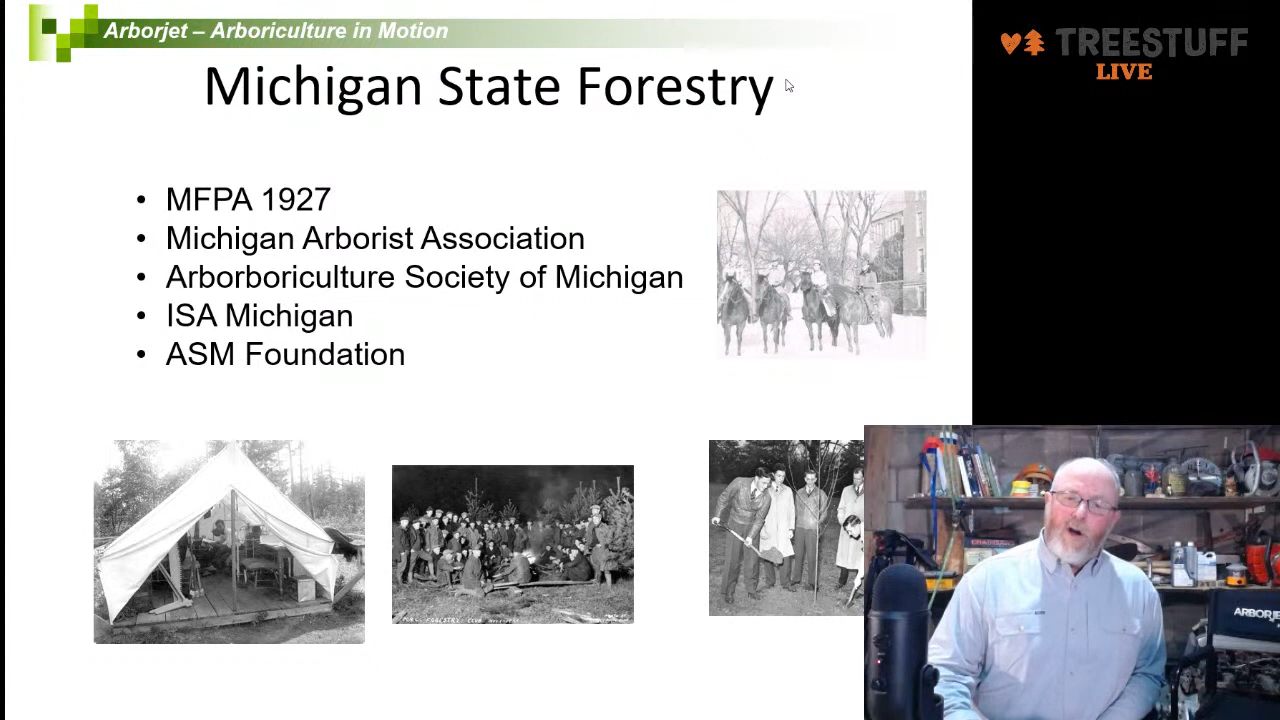 Arborjet – Arboriculture in Motion
TREESTUFF
LIVE
Michigan State Forestry
• MFPA 1927
• Michigan Arborist Association
• Arborboriculture Society of Michigan
• ISA Michigan
• ASM Foundation
ARBORJET